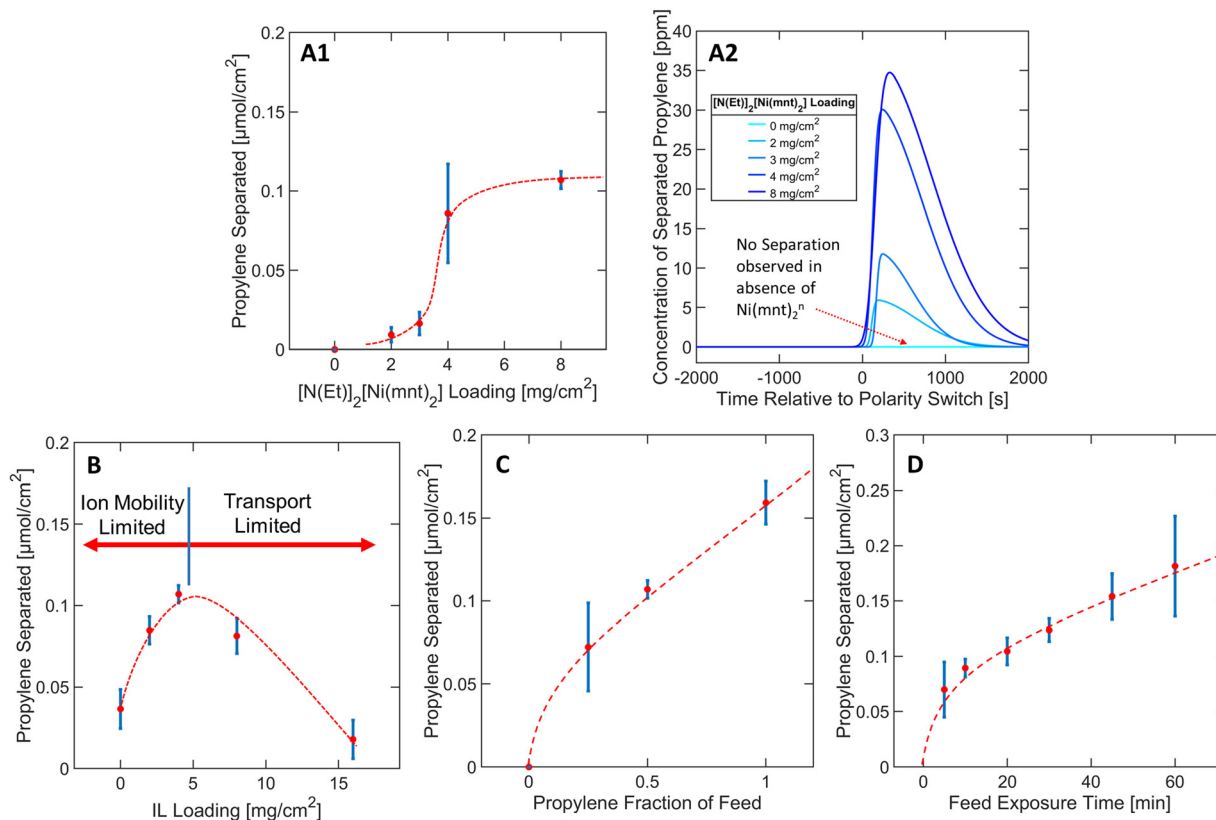 A1
Propylene Separated [µmol/cm²]
0.2
0.15
0.1
0.05
0
0 2 4 6 8
[N(Et)]₂[Ni(mnt)₂] Loading [mg/cm²]
A2
Concentration of Separated Propylene [ppm]
40
35
30
25
20
15
10
5
0
[N(Et)]₂[Ni(mnt)₂] Loading
0 mg/cm²
2 mg/cm²
3 mg/cm²
4 mg/cm²
8 mg/cm²
No Separation
observed in
absence of
Ni(mnt)₂ⁿ
-2000 -1000 0 1000 2000
Time Relative to Polarity Switch [s]
B
Propylene Separated [µmol/cm²]
0.2
0.15
0.1
0.05
0
Ion Mobility
Limited
Transport
Limited
0 5 10 15
IL Loading [mg/cm²]
C
Propylene Separated [µmol/cm²]
0.2
0.15
0.1
0.05
0
0 0.5 1
Propylene Fraction of Feed
D
Propylene Separated [µmol/cm²]
0.3
0.25
0.2
0.15
0.1
0.05
0
0 20 40 60
Feed Exposure Time [min]